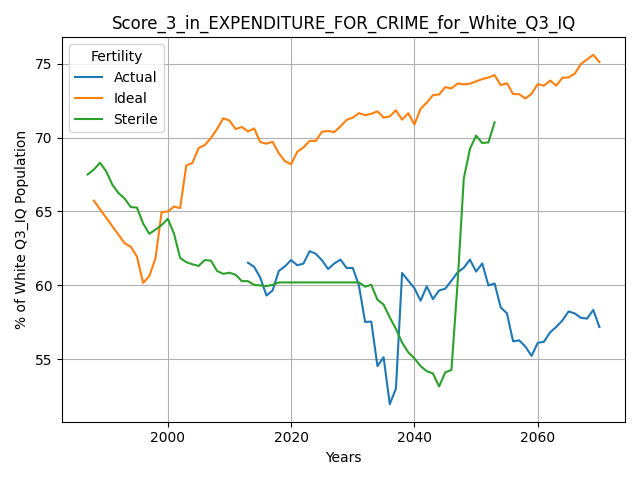 Score_3_in_EXPENDITURE_FOR_CRIME_for_White_Q3_IQ
Fertility
Actual
Ideal
Sterile
% of White Q3_IQ Population
75
70
65
60
55
2000
2020
2040
2060
Years